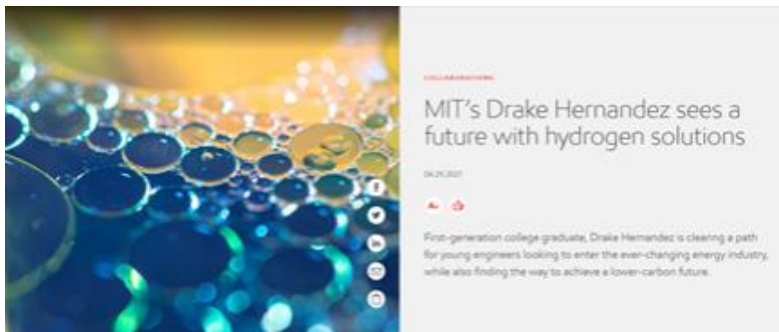 COLLABORATIONS
MIT's Drake Hernandez sees a
future with hydrogen solutions
04.29.2021
First-generation college graduate, Drake Hernandez is clearing a path
for young engineers looking to enter the ever-changing energy industry,
while also finding the way to achieve a lower-carbon future.